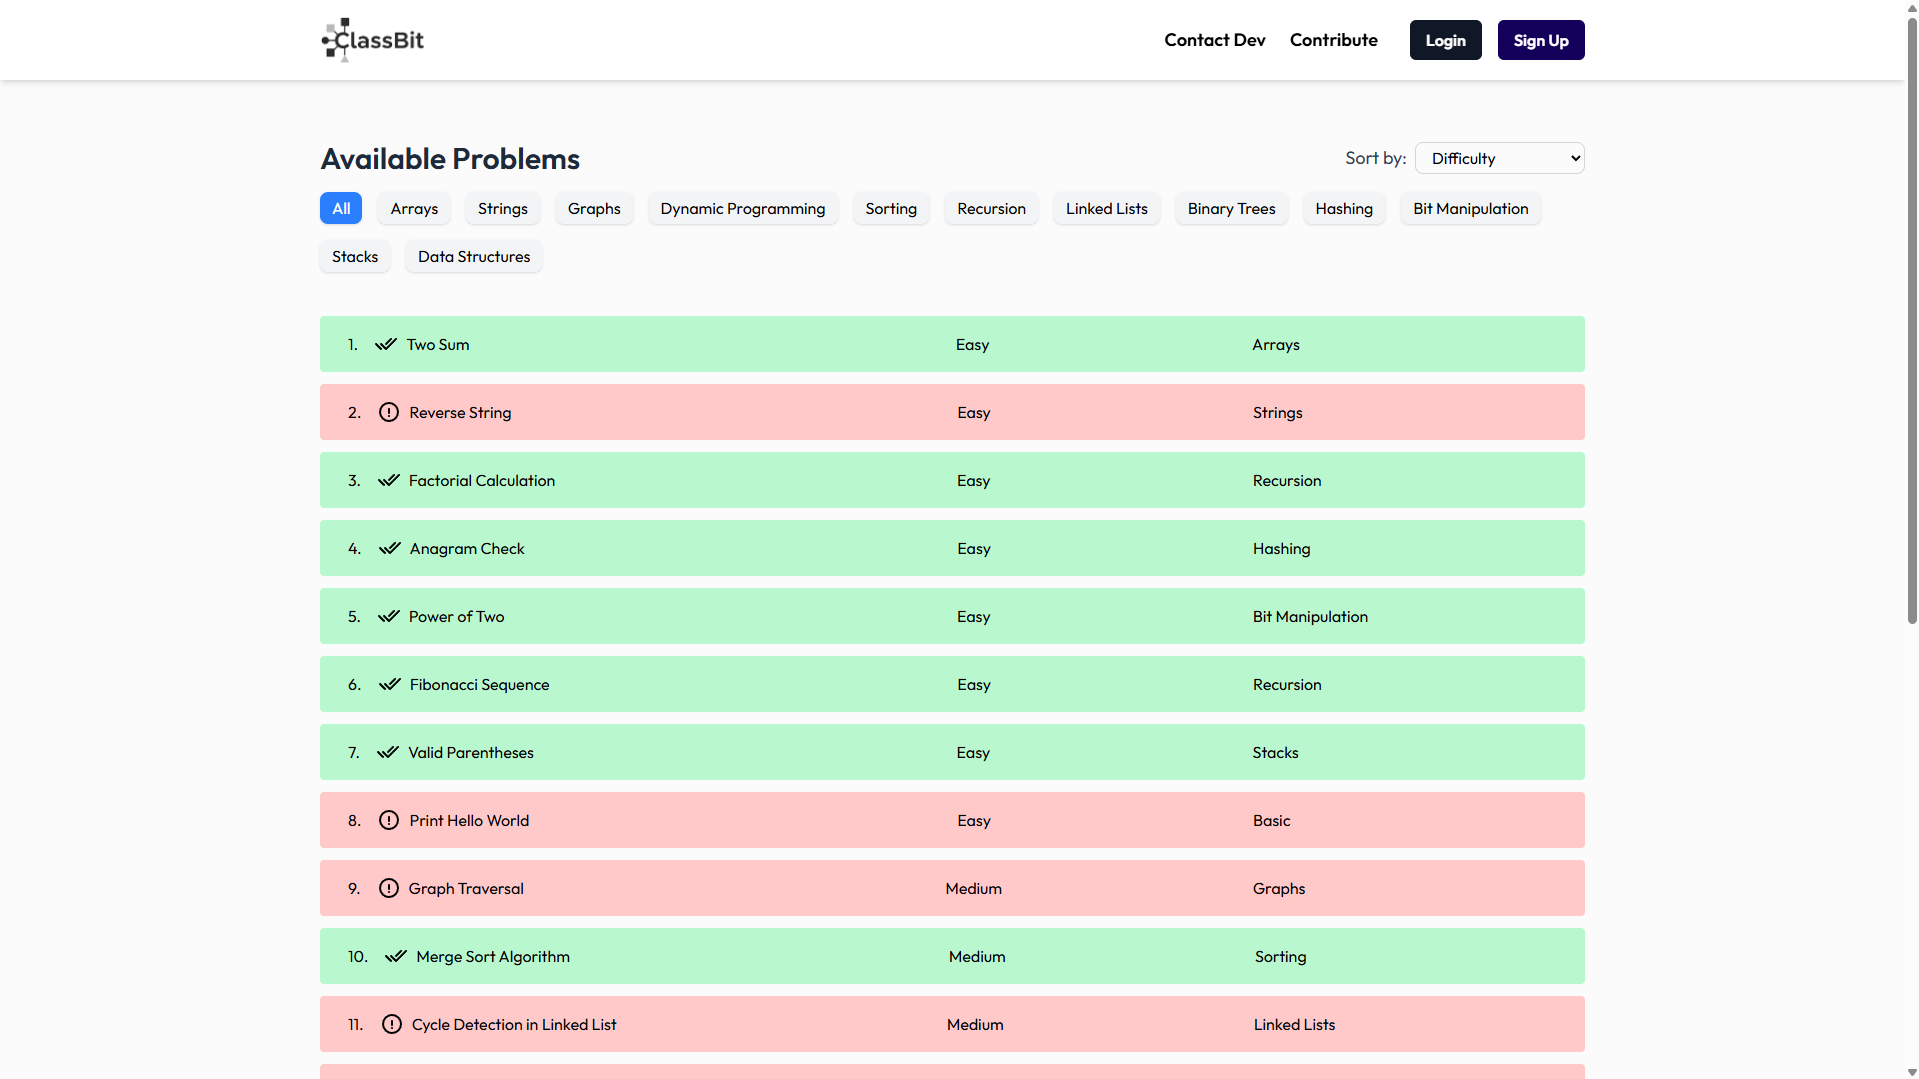 ClassBit
Contact Dev Contribute Login Sign Up
Available Problems
Sort by: Difficulty
All Arrays Strings Graphs Dynamic Programming Sorting Recursion Linked Lists Binary Trees Hashing Bit Manipulation
Stacks Data Structures
1. Two Sum Easy Arrays
2. Reverse String Easy Strings
3. Factorial Calculation Easy Recursion
4. Anagram Check Easy Hashing
5. Power of Two Easy Bit Manipulation
6. Fibonacci Sequence Easy Recursion
7. Valid Parentheses Easy Stacks
8. Print Hello World Easy Basic
9. Graph Traversal Medium Graphs
10. Merge Sort Algorithm Medium Sorting
11. Cycle Detection in Linked List Medium Linked Lists